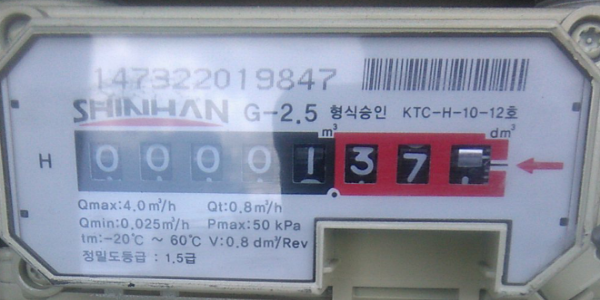 147322019847
SHINHAN G-2.5 형식승인 KTC-H-10-12호
m³ dm³
H 0 0 0 0 1 3 7
Qmax:4.0㎥/h Qt:0.8㎥/h
Qmin:0.025㎥/h Pmax:50 kPa
tm:-20℃ ~ 60℃ V:0.8 dm³/Rev
정밀도등급 : 1.5급